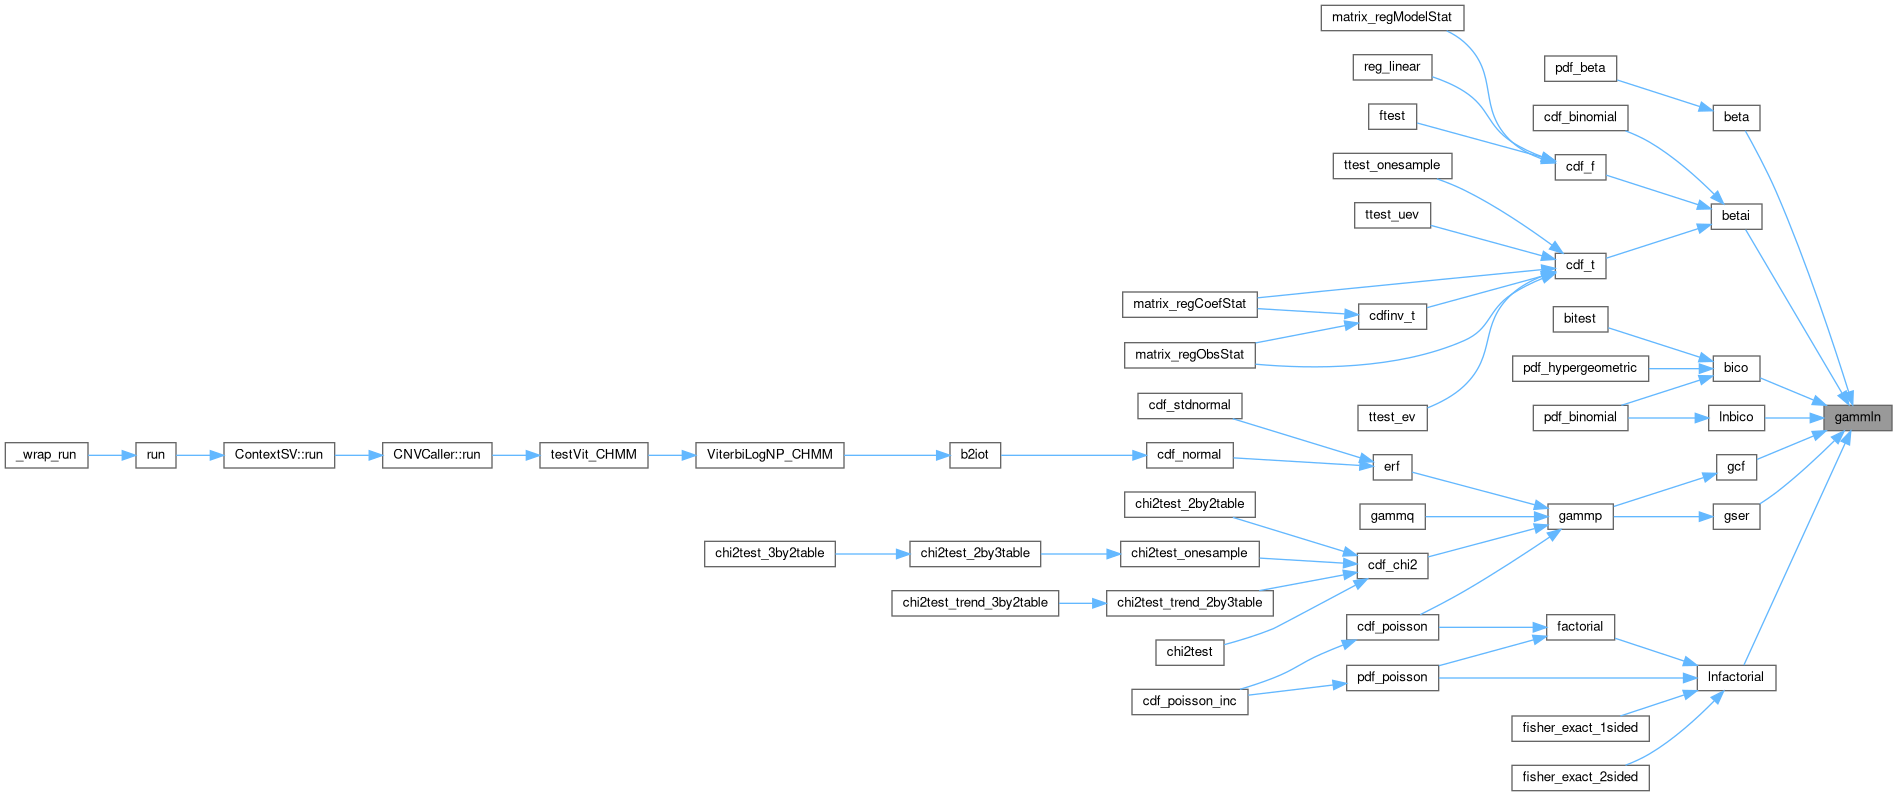 matrix_regModelStat
reg_linear
pdf_beta
ftest
cdf_binomial
beta
ttest_onesample
cdf_f
ttest_uev
betai
cdf_t
matrix_regCoefStat
cdfinv_t
bitest
matrix_regObsStat
pdf_hypergeometric
bico
cdf_stdnormal
ttest_ev
pdf_binomial
lnbico
gammln
_wrap_run
run
ContextSV::run
CNVCaller::run
testVit_CHMM
ViterbiLogNP_CHMM
b2iot
cdf_normal
erf
gcf
chi2test_2by2table
gammq
gammp
gser
chi2test_3by2table
chi2test_2by3table
chi2test_onesample
cdf_chi2
chi2test_trend_3by2table
chi2test_trend_2by3table
cdf_poisson
factorial
chi2test
pdf_poisson
lnfactorial
cdf_poisson_inc
fisher_exact_1sided
fisher_exact_2sided